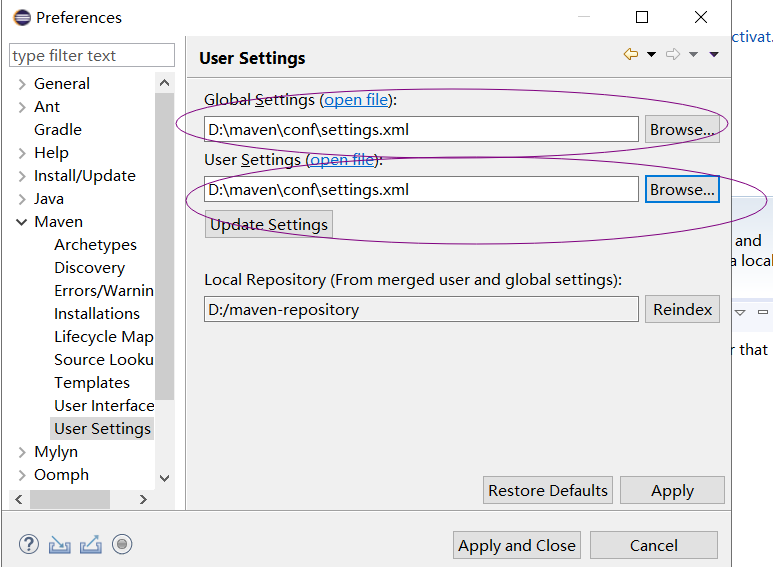 Preferences
ctivat.
type filter text
User Settings
General
Ant
Gradle
Help
Install/Update
Java
Maven
Archetypes
Discovery
Errors/Warnin
Installations
Lifecycle Map
Source Looku
Templates
User Interface
User Settings
Mylyn
Oomph
Global Settings (open file):
D:\maven\conf\settings.xml Browse...
User Settings (open file):
D:\maven\conf\settings.xml Browse...
Update Settings
Local Repository (From merged user and global settings):
D:/maven-repository Reindex
and
a local
r that
Restore Defaults Apply
Apply and Close Cancel